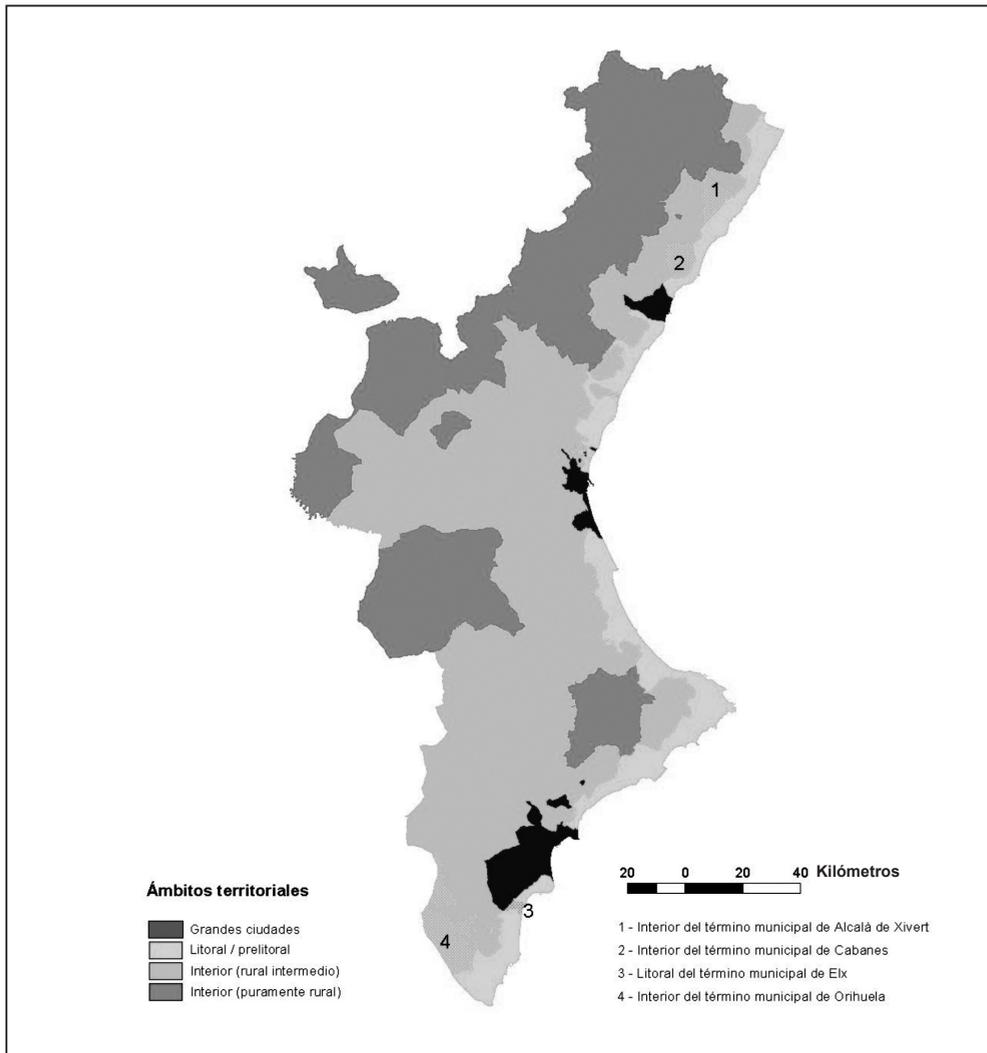 1
2
3
4
Ámbitos territoriales
Grandes ciudades
Litoral / prelitoral
Interior (rural intermedio)
Interior (puramente rural)
20 0 20 40 Kilómetros
1 - Interior del término municipal de Alcalà de Xivert
2 - Interior del término municipal de Cabanes
3 - Litoral del término municipal de Elx
4 - Interior del término municipal de Orihuela